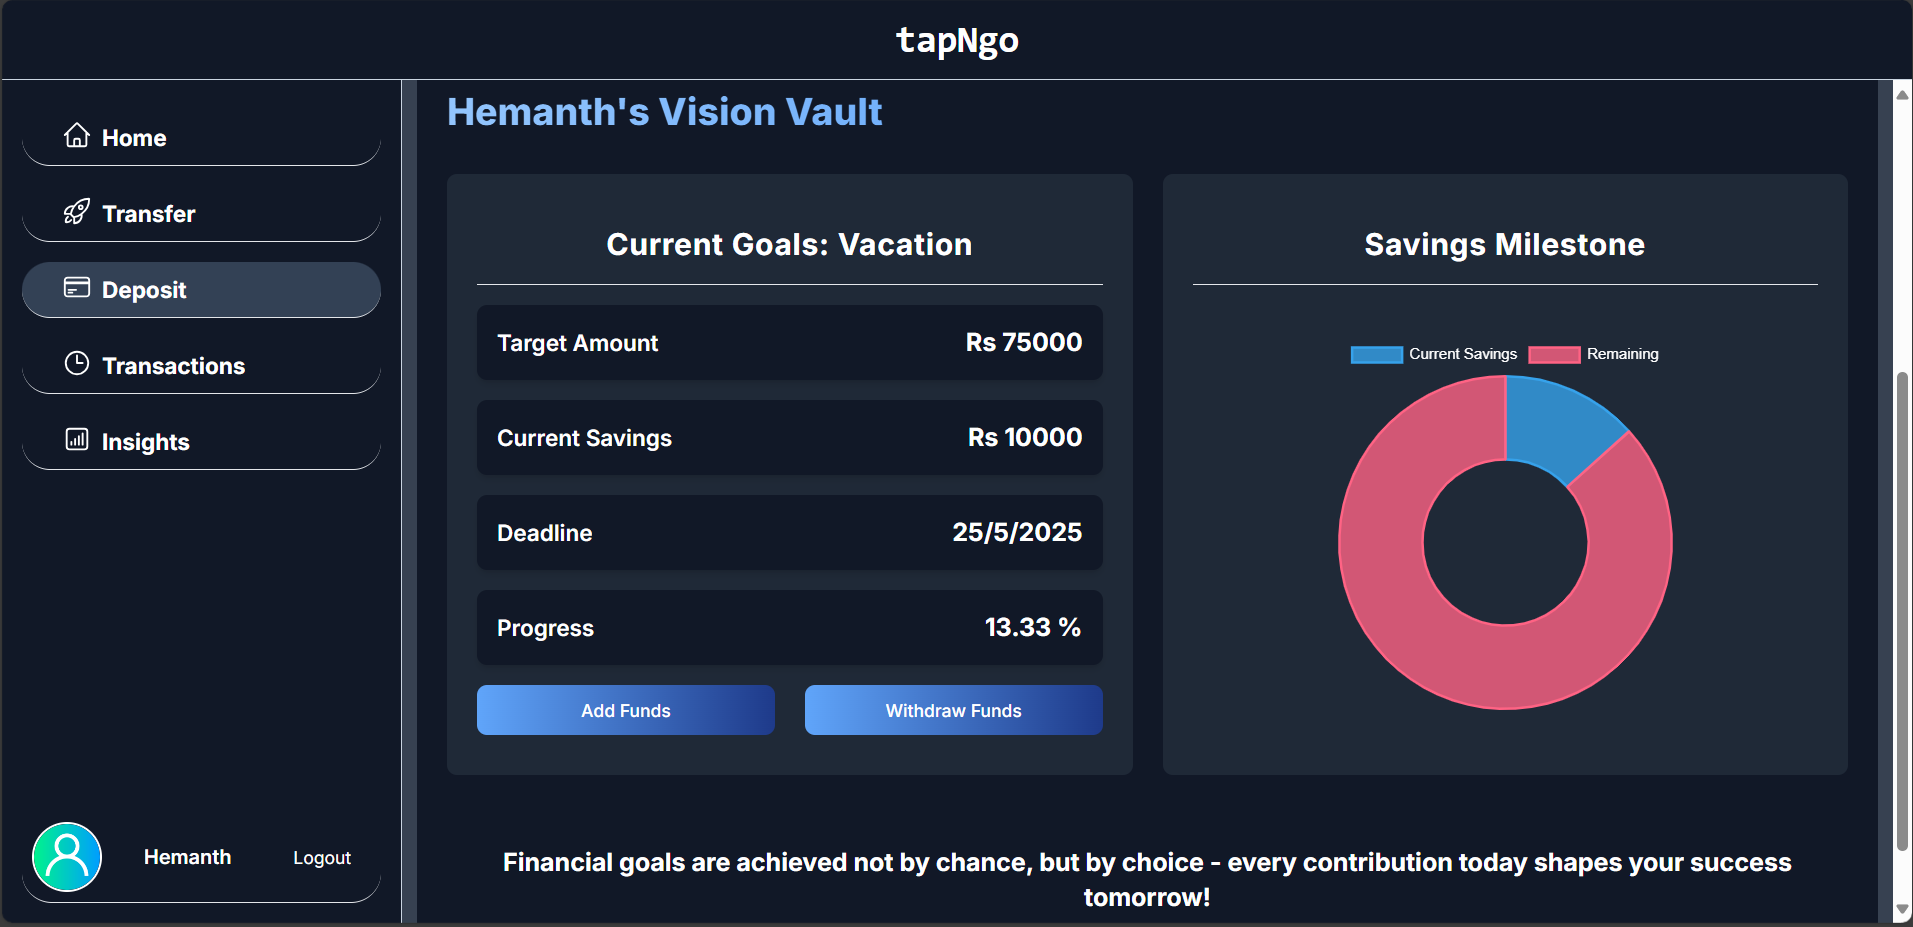 tapNgo
Home
Transfer
Deposit
Transactions
Insights
Hemanth
Logout
Hemanth's Vision Vault
Current Goals: Vacation
Target Amount Rs 75000
Current Savings Rs 10000
Deadline 25/5/2025
Progress 13.33 %
Add Funds Withdraw Funds
Savings Milestone
Current Savings Remaining
Financial goals are achieved not by chance, but by choice - every contribution today shapes your success
tomorrow!